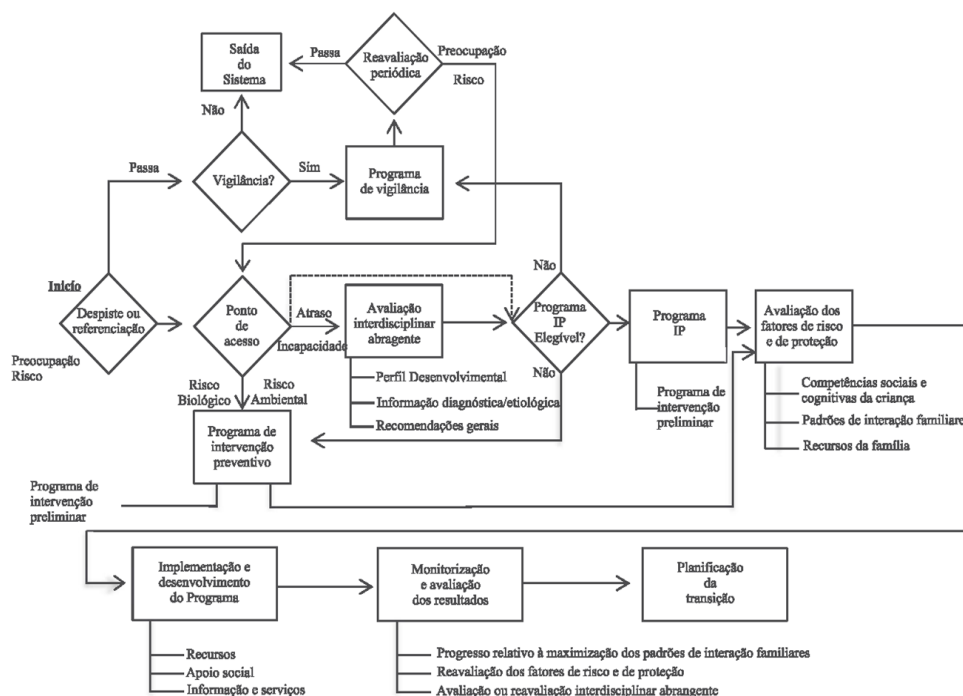 Saída
do
Sistema
Passa
Reavaliação
periódica
Preocupação
Risco
Não
Passa
Vigilância?
Sím
Programa
de vigilância
Início
Despiste ou
referenciação
Preocupação
Risco
Ponto
de
acesso
Atraso
Incapacidade
Avaliação
interdisciplinar
abragente
Perfil Desenvolvimental
Informação diagnóstica/etiológica
Recomendações gerais
Não
Programa
IP
Elegível?
Não
Programa
IP
Programa de
intervenção
preliminar
Avaliação dos
fatores de risco
e de proteção
Competências sociais e
cognitivas da criança
Padrões de interação familiares
Recursos da família
Risco
Biológico
Risco
Ambiental
Programa de
intervenção
preventivo
Programa de
intervenção
preliminar
Implementação e
desenvolvimento
do Programa
Recursos
Apoio social
Informação e serviços
Monitorização
e avaliação
dos resultados
Progresso relativo à maximização dos padrões de interação familiares
Reavaliação dos fatores de risco e de proteção
Avaliação ou reavaliação interdisciplinar abrangente
Planificação
da
transição